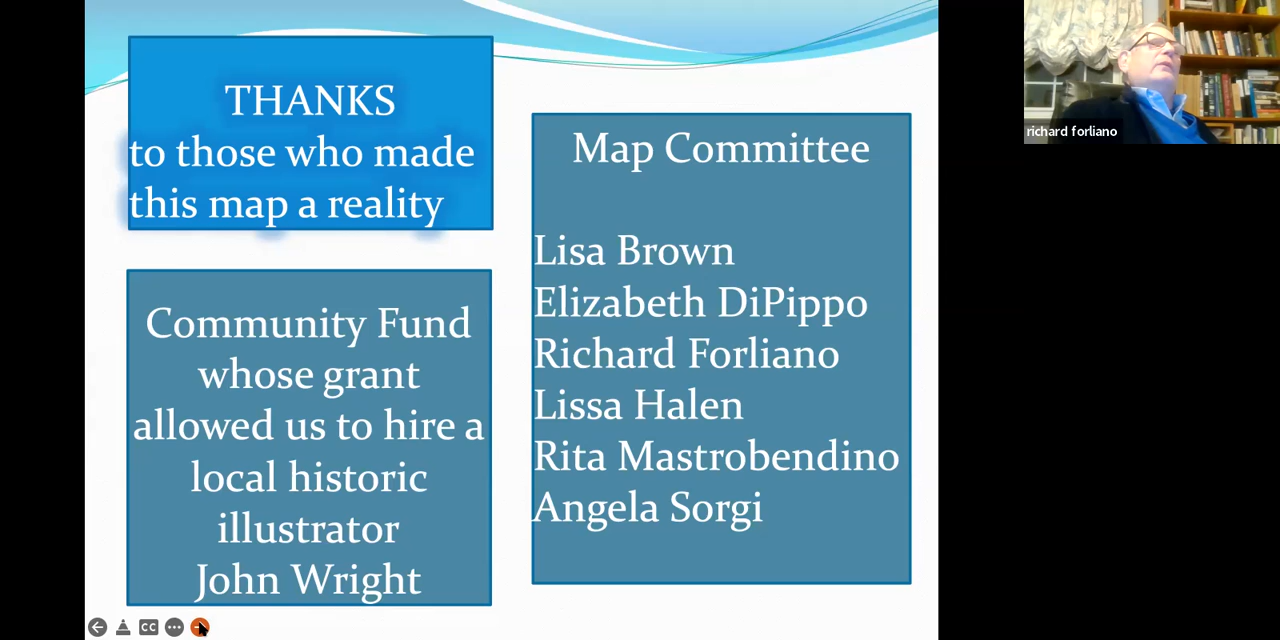 THANKS
to those who made
this map a reality
Community Fund
whose grant
allowed us to hire a
local historic
illustrator
John Wright
Map Committee
Lisa Brown
Elizabeth DiPippo
Richard Forliano
Lissa Halen
Rita Mastrobendino
Angela Sorgi
richard forliano
CC